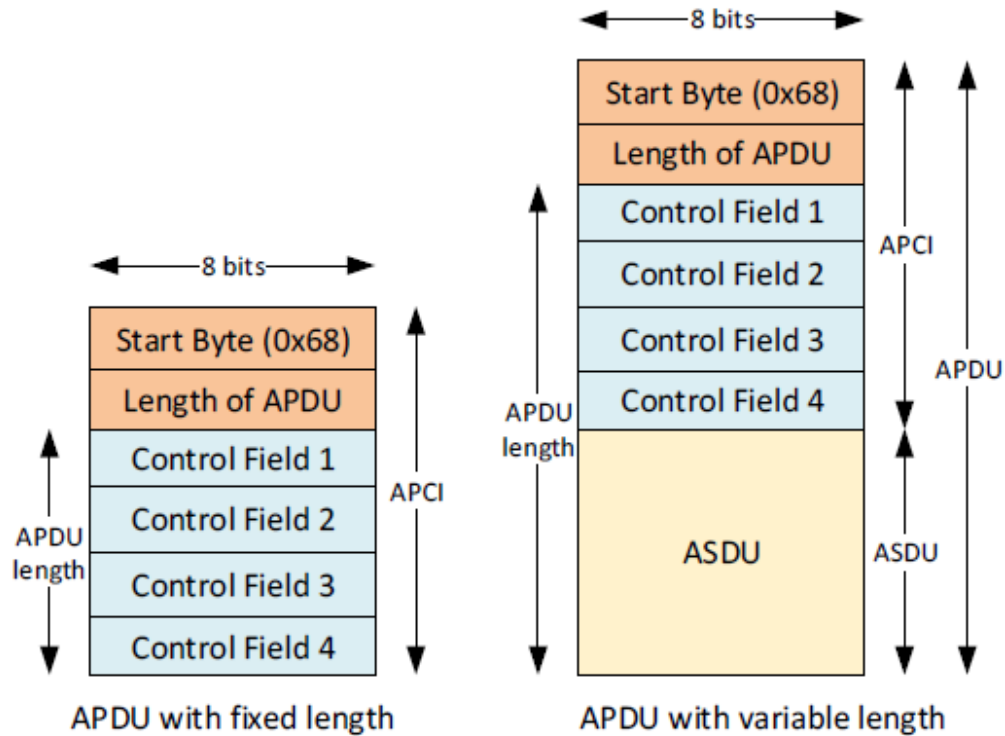 8 bits
Start Byte (0x68)
Length of APDU
Control Field 1
Control Field 2
Control Field 3
Control Field 4
APDU
length
APCI
APDU with fixed length
8 bits
Start Byte (0x68)
Length of APDU
Control Field 1
Control Field 2
Control Field 3
Control Field 4
ASDU
APDU
length
APCI
ASDU
APDU
APDU with variable length